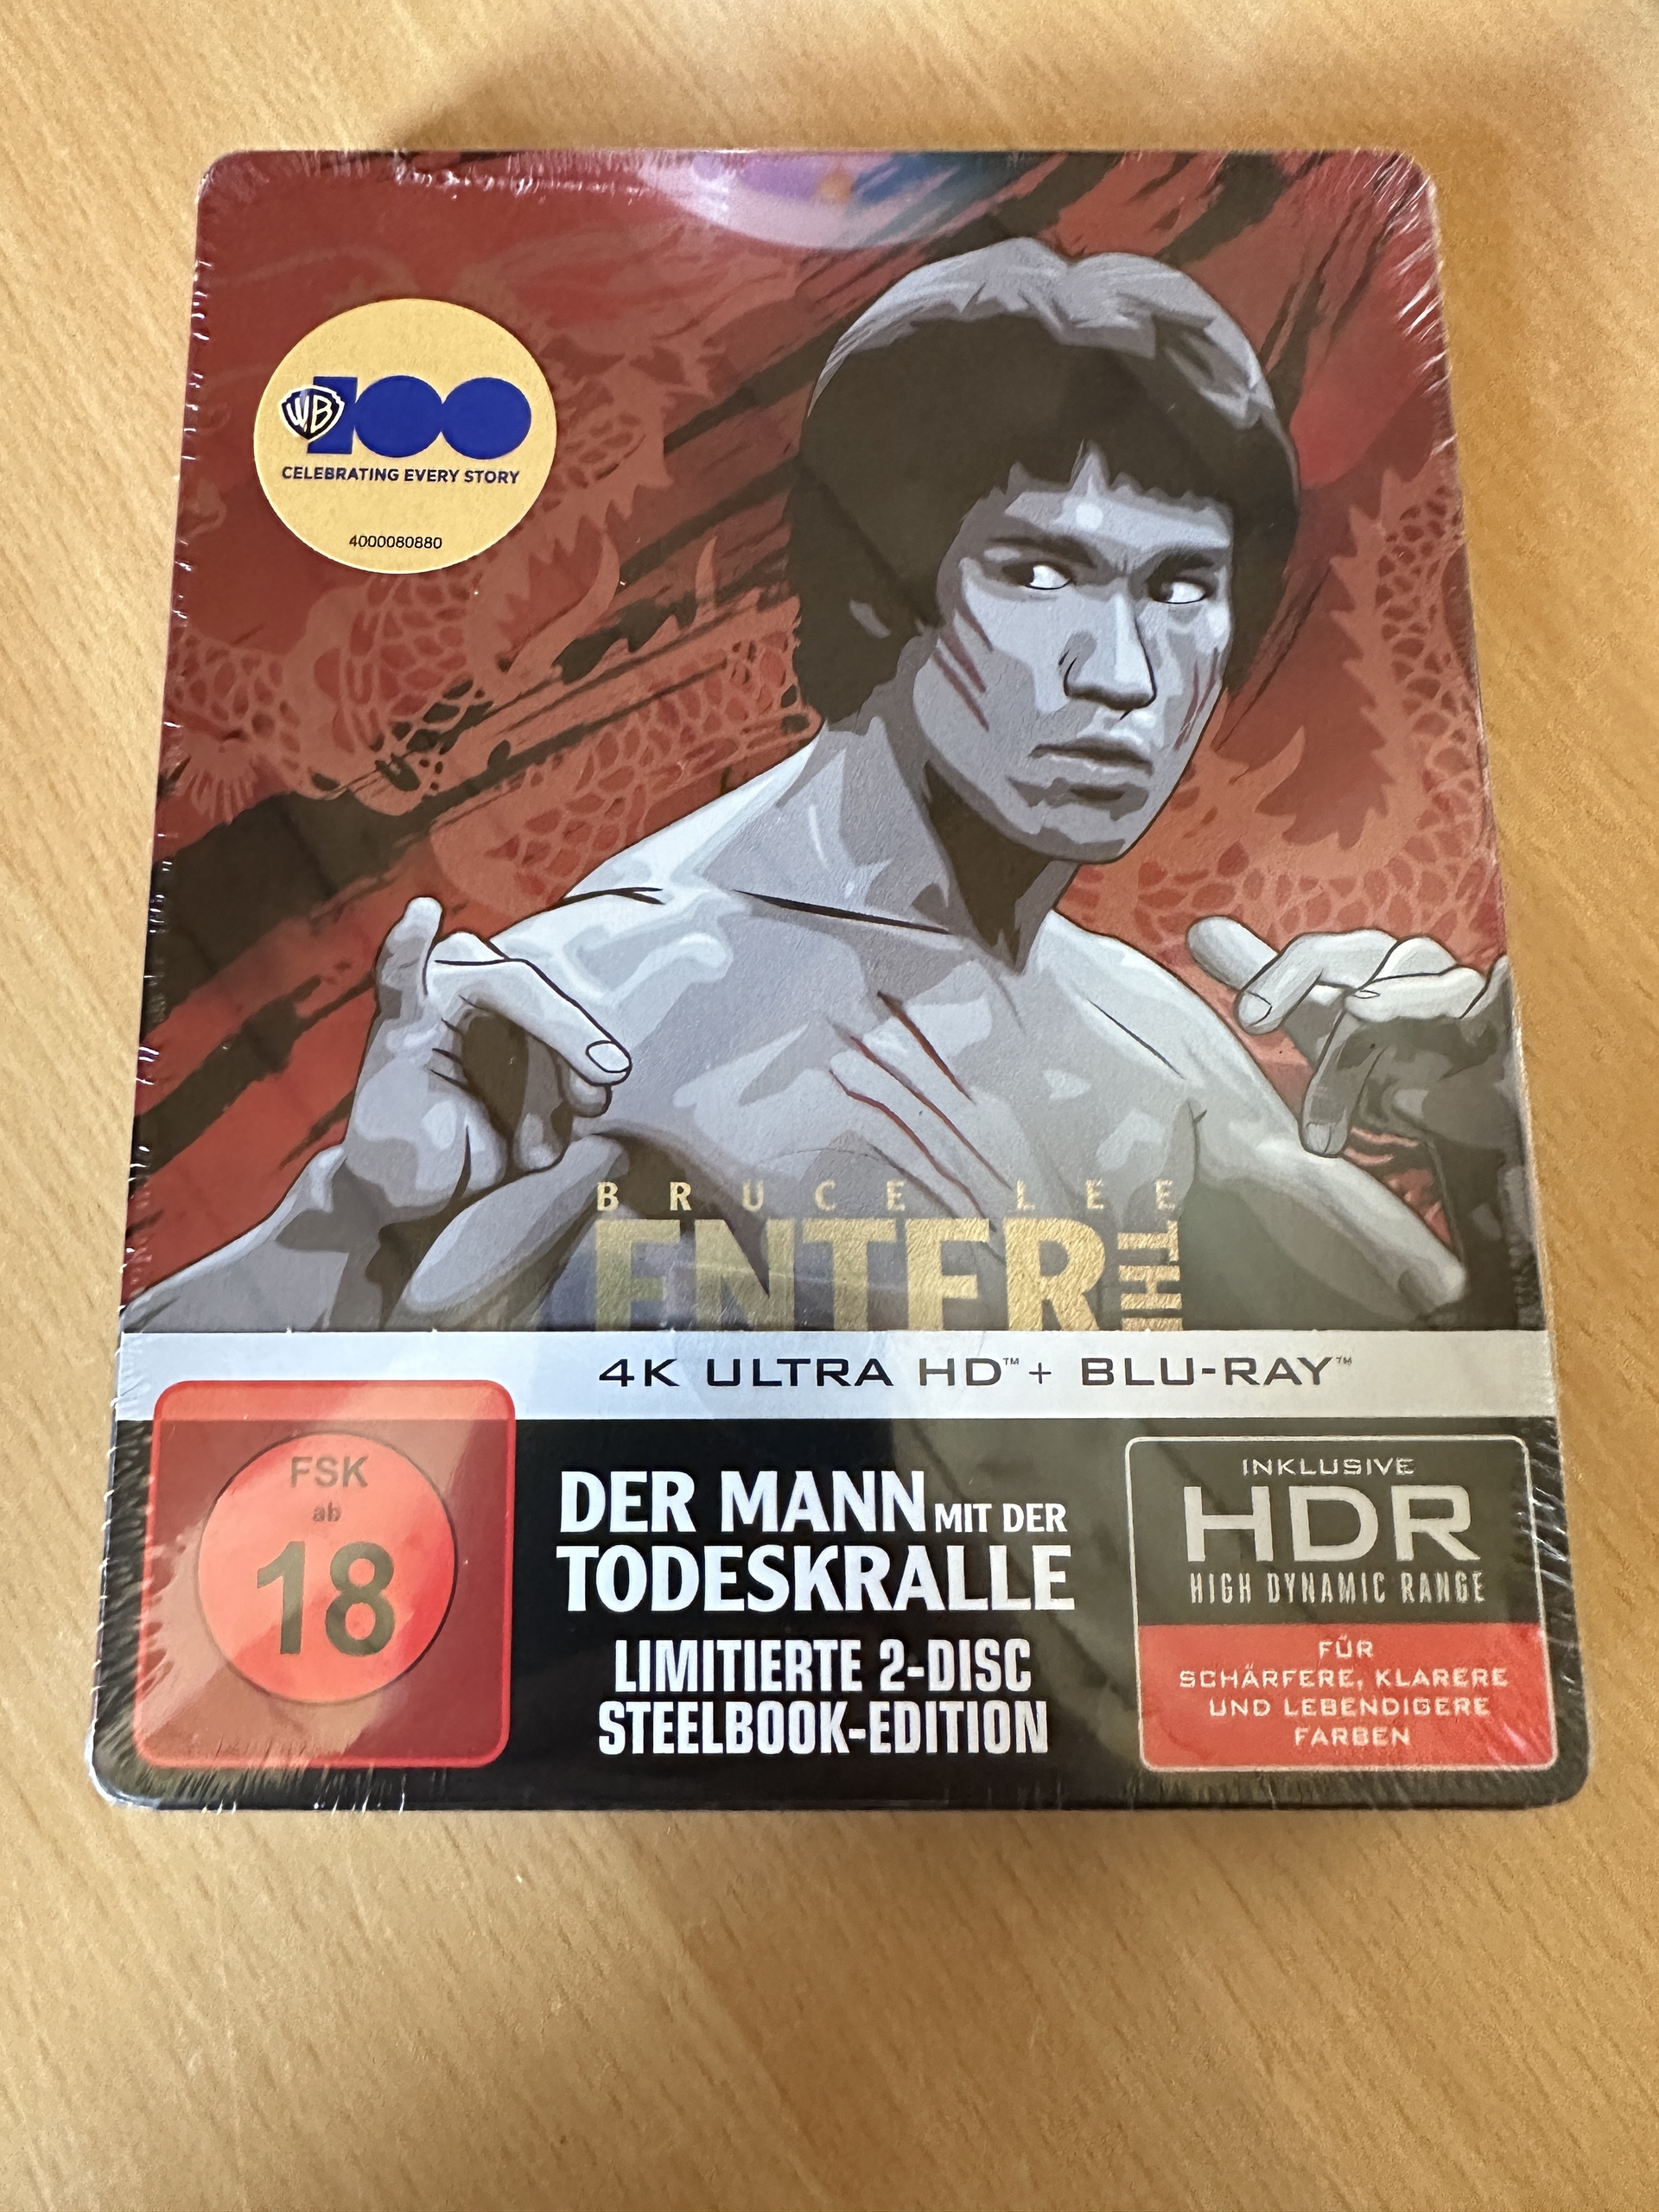 WB 100
CELEBRATING EVERY STORY
4000080880
BRUCE LEE
ENTER THE
4K ULTRA HD™ + BLU-RAY™
FSK
ab
18
DER MANN MIT DER
TODESKRALLE
LIMITIERTE 2-DISC
STEELBOOK-EDITION
INKLUSIVE
HDR
HIGH DYNAMIC RANGE
FÜR
SCHÄRFERE, KLARERE
UND LEBENDIGERE
FARBEN